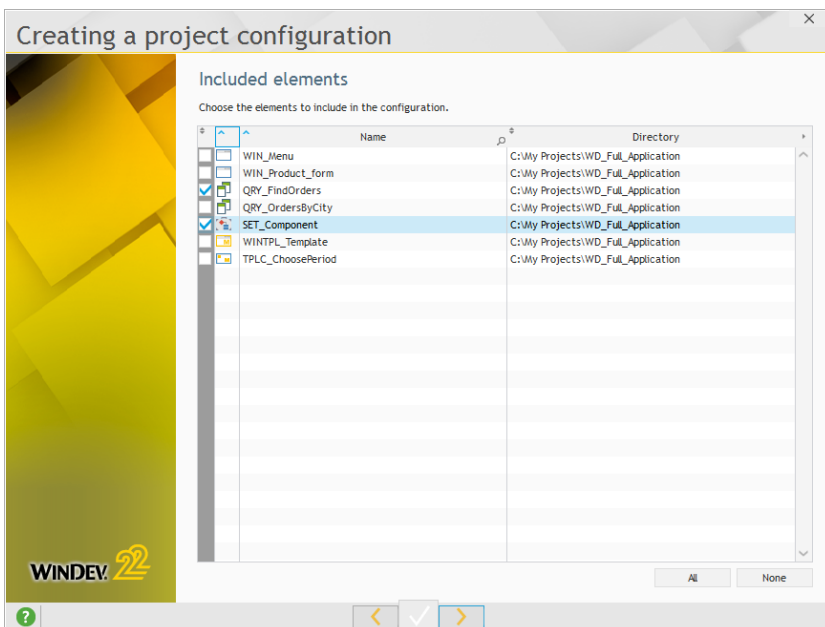 Creating a project configuration
Included elements
Choose the elements to include in the configuration.
Name Directory
WIN_Menu C:\My Projects\WD_Full_Application
WIN_Product_form C:\My Projects\WD_Full_Application
QRY_FindOrders C:\My Projects\WD_Full_Application
QRY_OrdersByCity C:\My Projects\WD_Full_Application
SET_Component C:\My Projects\WD_Full_Application
WINTPL_Template C:\My Projects\WD_Full_Application
TPLC_ChoosePeriod C:\My Projects\WD_Full_Application
WINDEV. 22
All None
?